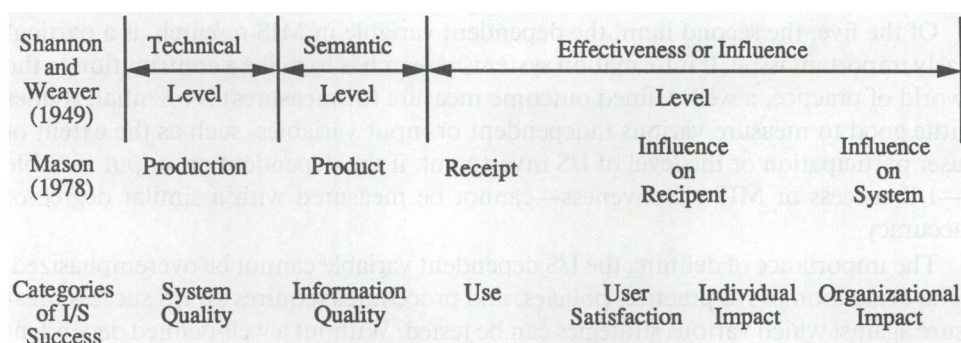 Shannon
and
Weaver
(1949)
Technical
Level
Semantic
Level
Effectiveness or Influence
Level
Mason
(1978)
Production
Product
Receipt
Influence
on
Recipent
Influence
on
System
Categories
of I/S
Success
System
Quality
Information
Quality
Use
User
Satisfaction
Individual
Impact
Organizational
Impact